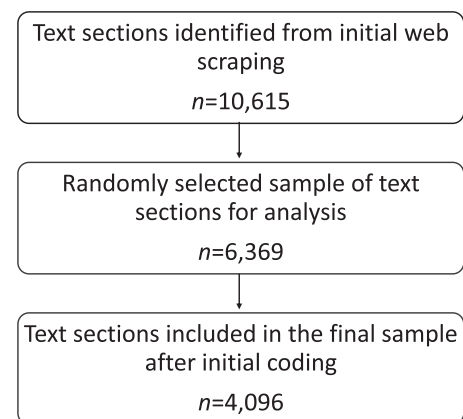 Text sections identified from initial web
scraping
n=10,615
Randomly selected sample of text
sections for analysis
n=6,369
Text sections included in the final sample
after initial coding
n=4,096